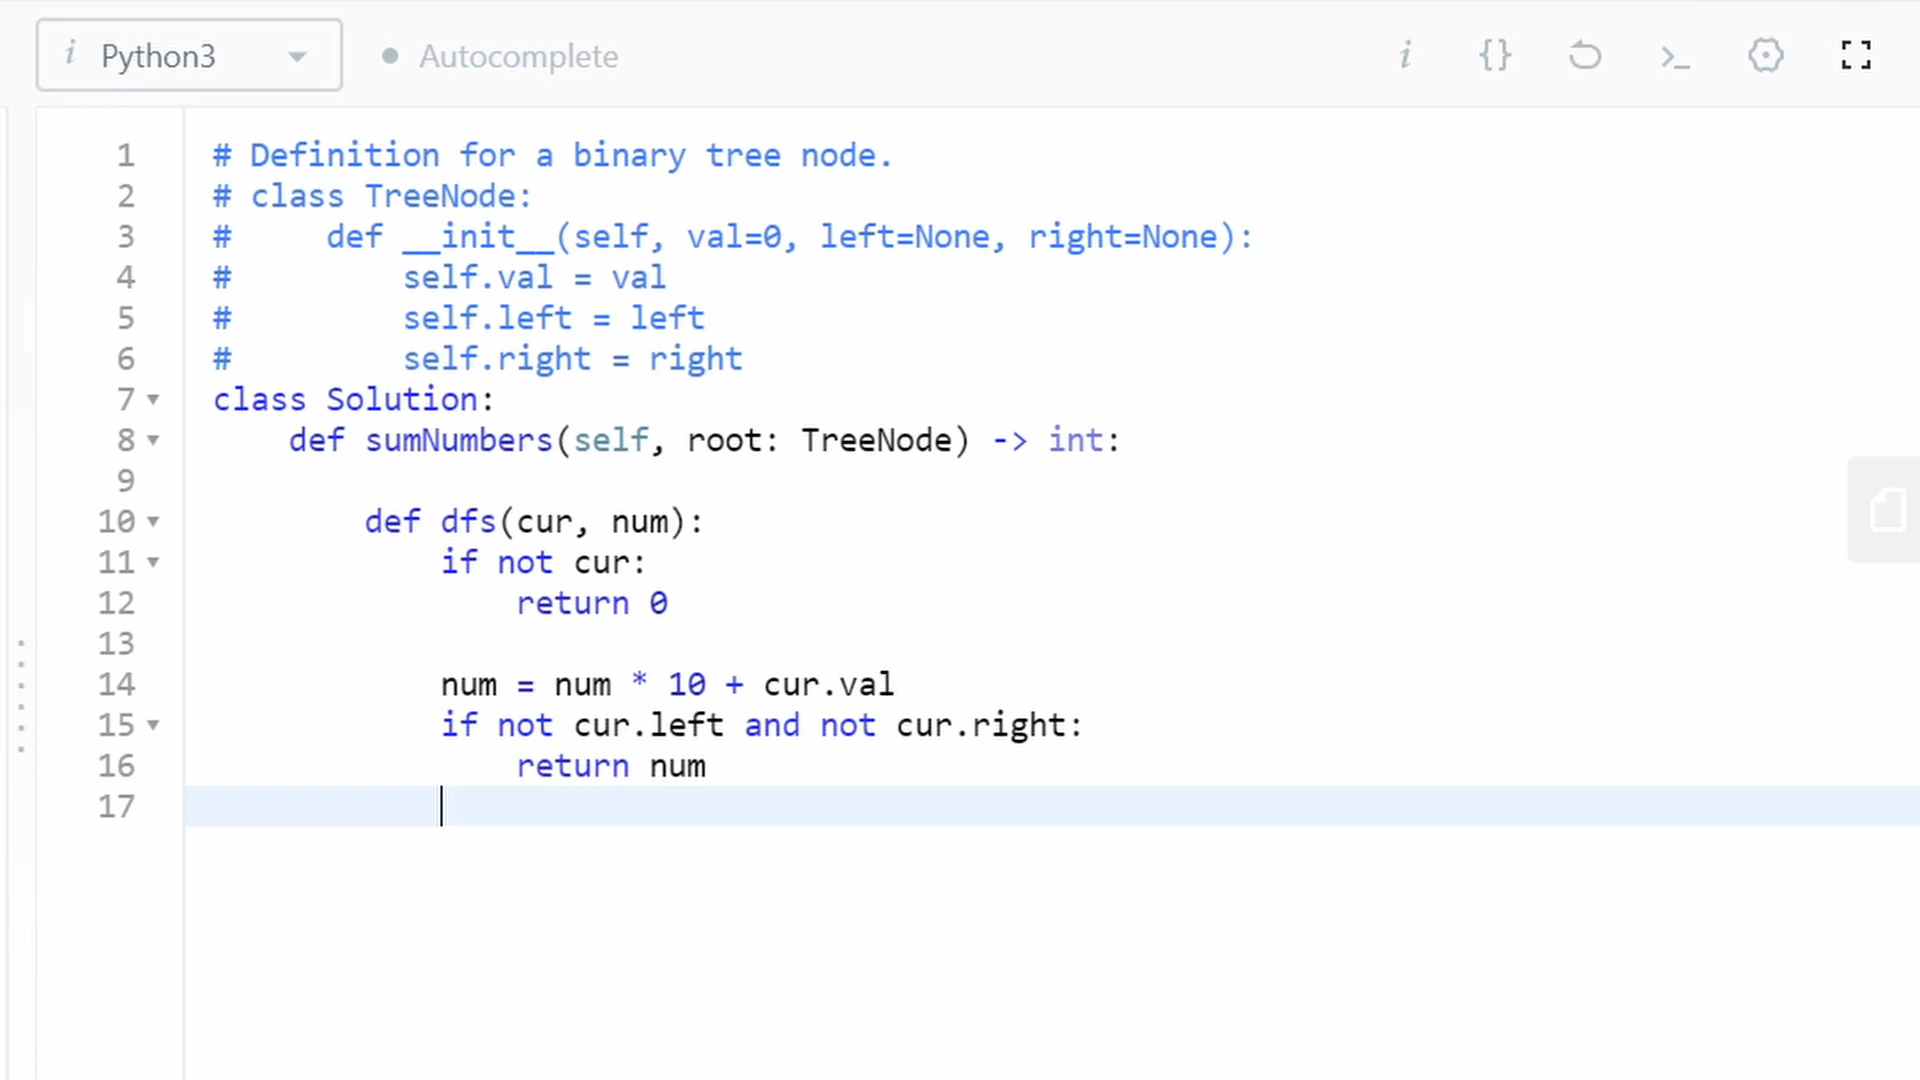 i Python3 Autocomplete i {} >_
1 # Definition for a binary tree node.
2 # class TreeNode:
3 #     def __init__(self, val=0, left=None, right=None):
4 #         self.val = val
5 #         self.left = left
6 #         self.right = right
7 class Solution:
8     def sumNumbers(self, root: TreeNode) -> int:
9
10         def dfs(cur, num):
11             if not cur:
12                 return 0
13
14             num = num * 10 + cur.val
15             if not cur.left and not cur.right:
16                 return num
17